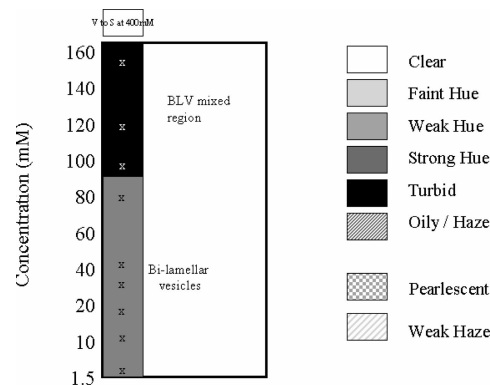 V to S at 400mM
160
140
120
100
80
60
40
20
10
1.5
Concentration (mM)
x
x
x
x
x
x
x
x
x
BLV mixed
region
Bi-lamellar
vesicles
Clear
Faint Hue
Weak Hue
Strong Hue
Turbid
Oily / Haze
Pearlescent
Weak Haze